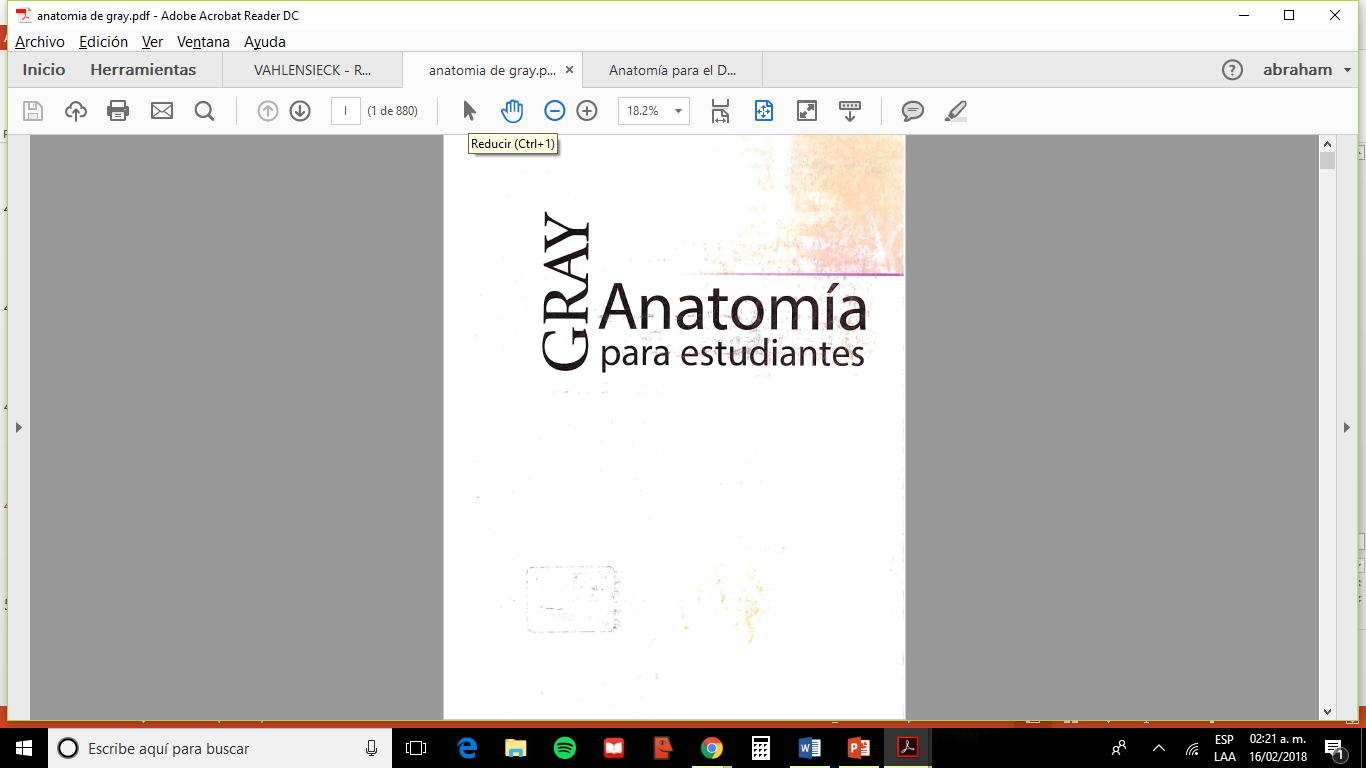 anatomia de gray.pdf - Adobe Acrobat Reader DC
Archivo Edición Ver Ventana Ayuda
Inicio Herramientas VAHLENSIECK - R... anatomia de gray.p... × Anatomía para el D... ? abraham
I (1 de 880) 18.2%
Reducir (Ctrl+1)
GRAY
Anatomía
para estudiantes
Escribe aquí para buscar
ESP 02:21 a. m.
LAA 16/02/2018 1